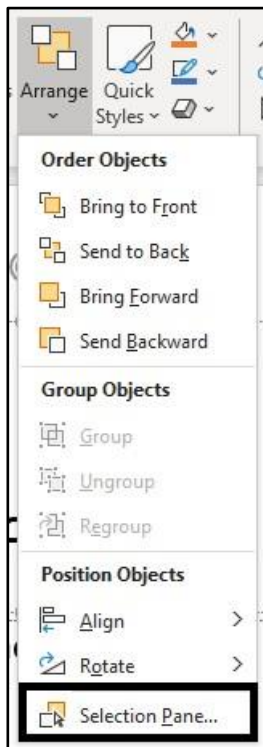 Arrange
Quick
Styles
Order Objects
Bring to Front
Send to Back
Bring Forward
Send Backward
Group Objects
Group
Ungroup
Regroup
Position Objects
Align
Rotate
Selection Pane...